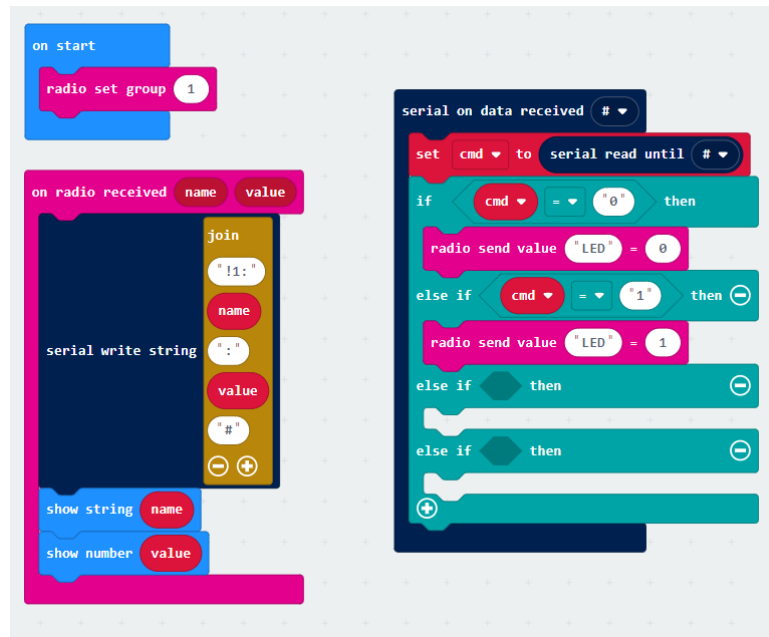 on start
radio set group 1
on radio received name value
serial write string
join
"!1:"
name
":"
value
"#"
show string name
show number value
serial on data received # ▾
set cmd ▾ to serial read until # ▾
if cmd ▾ = ▾ "0" then
radio send value "LED" = 0
else if cmd ▾ = ▾ "1" then
radio send value "LED" = 1
else if then
else if then